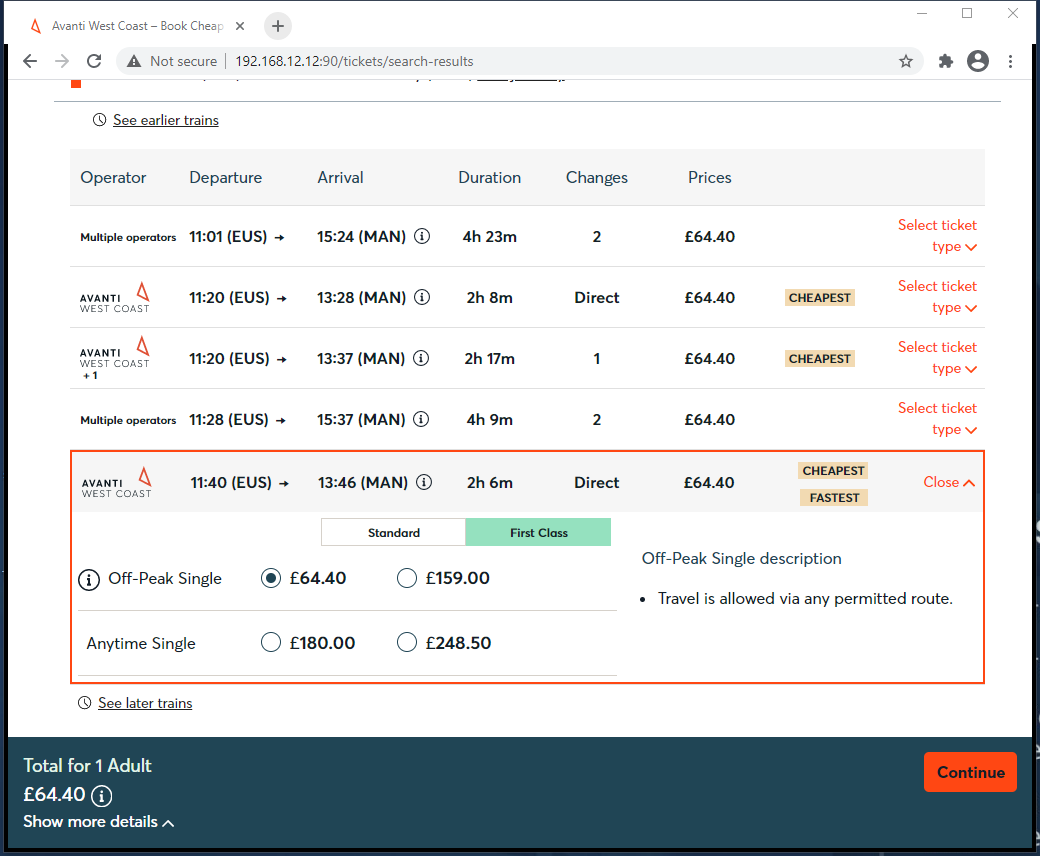 Avanti West Coast – Book Cheap
Not secure 192.168.12.12:90/tickets/search-results
See earlier trains
Operator Departure Arrival Duration Changes Prices
Multiple operators 11:01 (EUS) → 15:24 (MAN) 4h 23m 2 £64.40 Select ticket
type
AVANTI
WEST COAST 11:20 (EUS) → 13:28 (MAN) 2h 8m Direct £64.40 CHEAPEST Select ticket
type
AVANTI
WEST COAST
+ 1 11:20 (EUS) → 13:37 (MAN) 2h 17m 1 £64.40 CHEAPEST Select ticket
type
Multiple operators 11:28 (EUS) → 15:37 (MAN) 4h 9m 2 £64.40 Select ticket
type
AVANTI
WEST COAST 11:40 (EUS) → 13:46 (MAN) 2h 6m Direct £64.40 CHEAPEST
FASTEST
Close
Standard First Class
Off-Peak Single £64.40 £159.00
Anytime Single £180.00 £248.50
Off-Peak Single description
• Travel is allowed via any permitted route.
See later trains
Total for 1 Adult
£64.40
Show more details
Continue